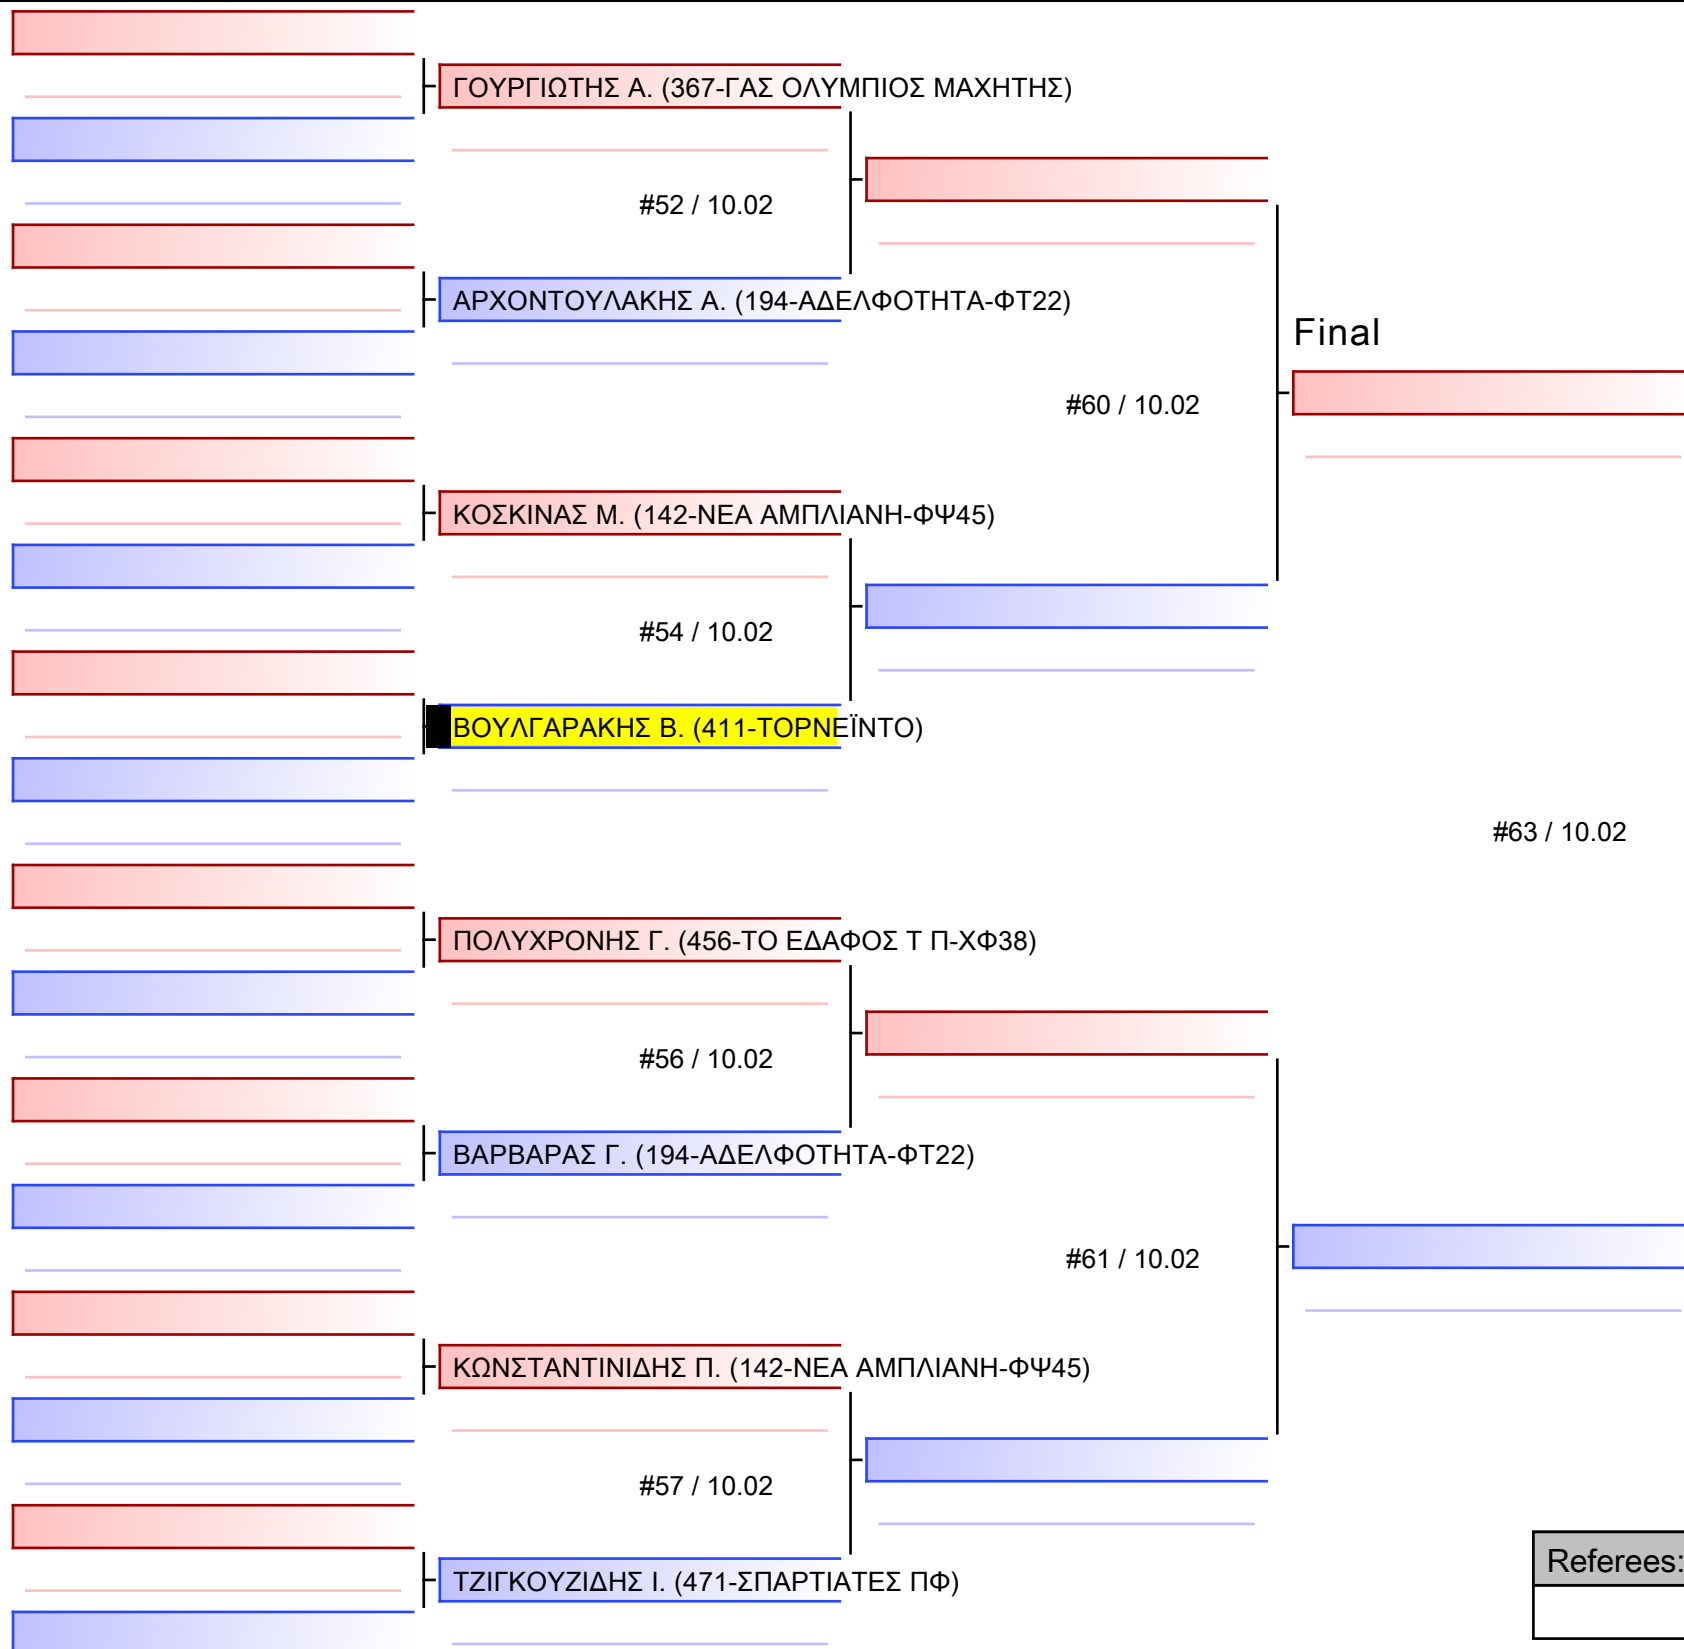 ΓΟΥΡΓΙΩΤΗΣ Α. (367-ΓΑΣ ΟΛΥΜΠΙΟΣ ΜΑΧΗΤΗΣ)
#52 / 10.02
ΑΡΧΟΝΤΟΥΛΑΚΗΣ Α. (194-ΑΔΕΛΦΟΤΗΤΑ-ΦΤ22)
Final
#60 / 10.02
ΚΟΣΚΙΝΑΣ Μ. (142-ΝΕΑ ΑΜΠΛΙΑΝΗ-ΦΨ45)
#54 / 10.02
ΒΟΥΛΓΑΡΑΚΗΣ Β. (411-ΤΟΡΝΕΪΝΤΟ)
#63 / 10.02
ΠΟΛΥΧΡΟΝΗΣ Γ. (456-ΤΟ ΕΔΑΦΟΣ Τ Π-ΧΦ38)
#56 / 10.02
ΒΑΡΒΑΡΑΣ Γ. (194-ΑΔΕΛΦΟΤΗΤΑ-ΦΤ22)
#61 / 10.02
ΚΩΝΣΤΑΝΤΙΝΙΔΗΣ Π. (142-ΝΕΑ ΑΜΠΛΙΑΝΗ-ΦΨ45)
#57 / 10.02
ΤΖΙΓΚΟΥΖΙΔΗΣ Ι. (471-ΣΠΑΡΤΙΑΤΕΣ ΠΦ)
Referees: